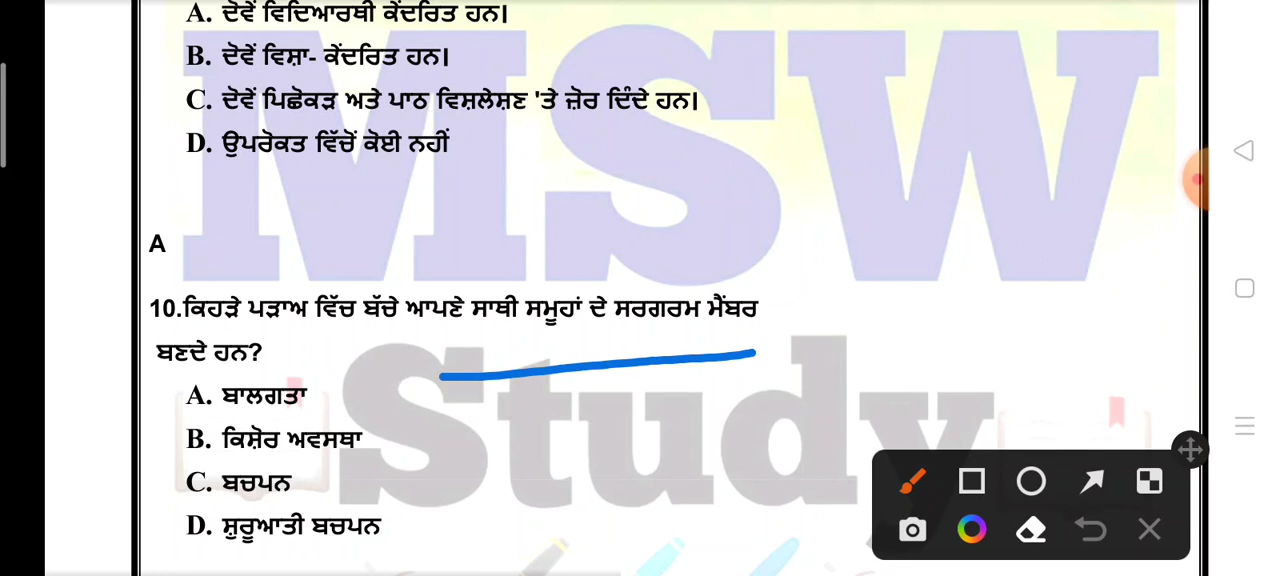 A. ਦੋਵੇਂ ਵਿਦਿਆਰਥੀ ਕੇਂਦਰਿਤ ਹਨ।
B. ਦੋਵੇਂ ਵਿਸ਼ਾ- ਕੇਂਦਰਿਤ ਹਨ।
C. ਦੋਵੇਂ ਪਿਛੋਕੜ ਅਤੇ ਪਾਠ ਵਿਸ਼ਲੇਸ਼ਣ 'ਤੇ ਜ਼ੋਰ ਦਿੰਦੇ ਹਨ।
D. ਉਪਰੋਕਤ ਵਿੱਚੋਂ ਕੋਈ ਨਹੀਂ
MSW
A
10.ਕਿਹੜੇ ਪੜਾਅ ਵਿੱਚ ਬੱਚੇ ਆਪਣੇ ਸਾਥੀ ਸਮੂਹਾਂ ਦੇ ਸਰਗਰਮ ਮੈਂਬਰ
ਬਣਦੇ ਹਨ?
Study
A. ਬਾਲਗਤਾ
B. ਕਿਸ਼ੋਰ ਅਵਸਥਾ
C. ਬਚਪਨ
D. ਸ਼ੁਰੂਆਤੀ ਬਚਪਨ